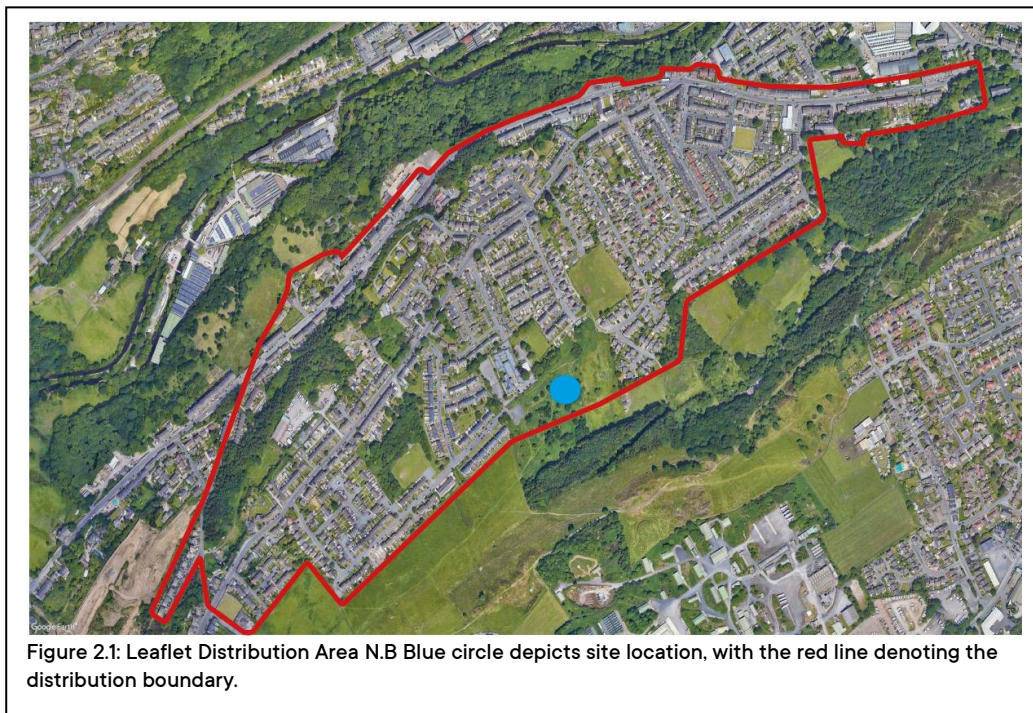 Google Earth
Figure 2.1: Leaflet Distribution Area N.B Blue circle depicts site location, with the red line denoting the
distribution boundary.